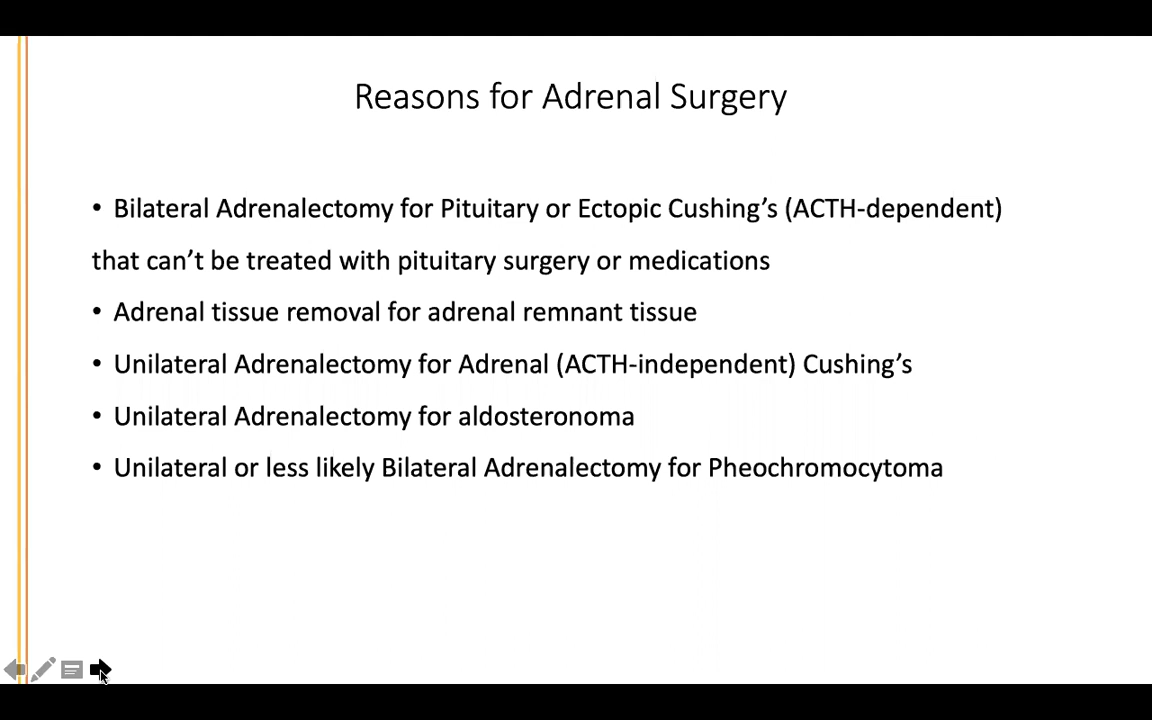 Reasons for Adrenal Surgery
• Bilateral Adrenalectomy for Pituitary or Ectopic Cushing’s (ACTH-dependent)
that can’t be treated with pituitary surgery or medications
• Adrenal tissue removal for adrenal remnant tissue
• Unilateral Adrenalectomy for Adrenal (ACTH-independent) Cushing’s
• Unilateral Adrenalectomy for aldosteronoma
• Unilateral or less likely Bilateral Adrenalectomy for Pheochromocytoma